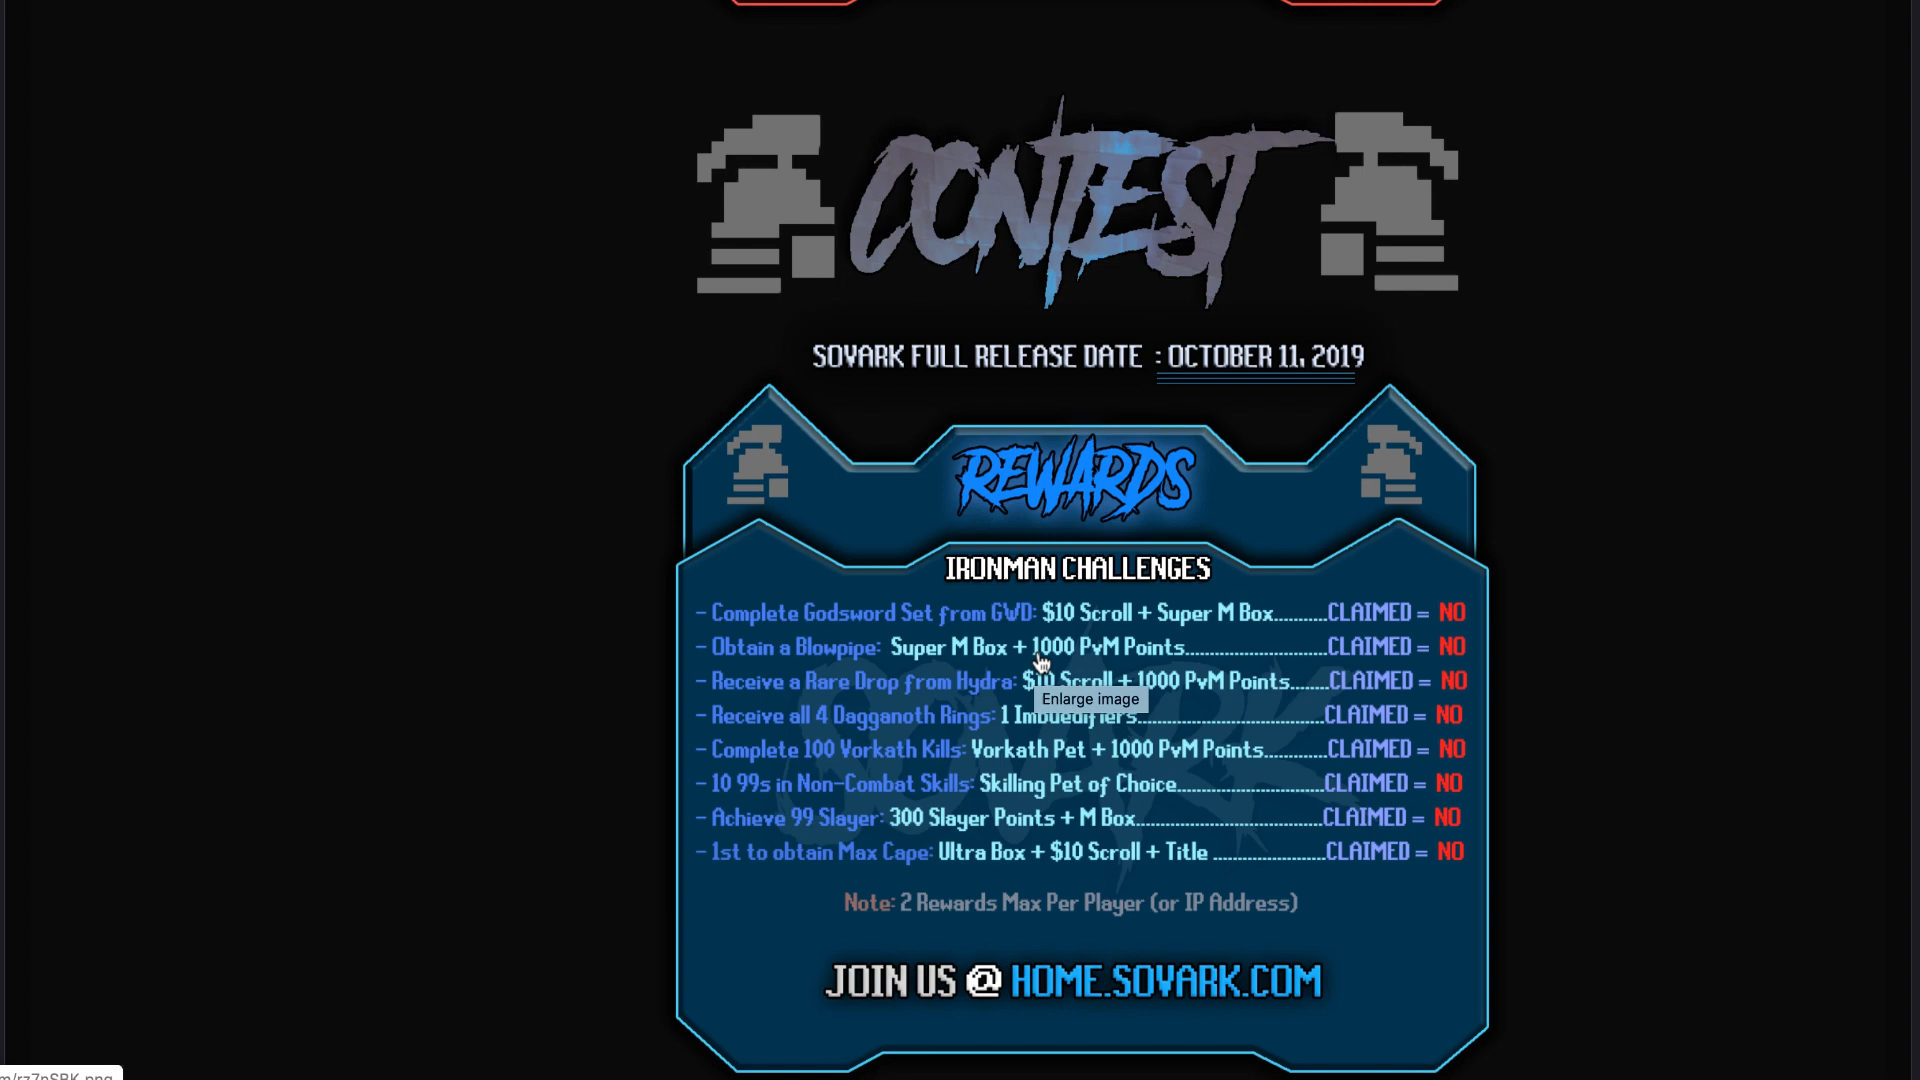 CONTEST
SOVARK FULL RELEASE DATE : OCTOBER 11, 2019
REWARDS
IRONMAN CHALLENGES
- Complete Godsword Set from GWD: $10 Scroll + Super M Box...........CLAIMED = NO
- Obtain a Blowpipe: Super M Box + 1000 PvM Points.............................CLAIMED = NO
- Receive a Rare Drop from Hydra: $10 Scroll + 1000 PvM Points........CLAIMED = NO
Enlarge image
- Receive all 4 Dagganoth Rings: 1 Imbuedifiers......................................CLAIMED = NO
- Complete 100 Vorkath Kills: Vorkath Pet + 1000 PvM Points.............CLAIMED = NO
- 10 99s in Non-Combat Skills: Skilling Pet of Choice..............................CLAIMED = NO
- Achieve 99 Slayer: 300 Slayer Points + M Box......................................CLAIMED = NO
- 1st to obtain Max Cape: Ultra Box + $10 Scroll + Title .......................CLAIMED = NO
Note: 2 Rewards Max Per Player (or IP Address)
JOIN US @ HOME.SOVARK.COM